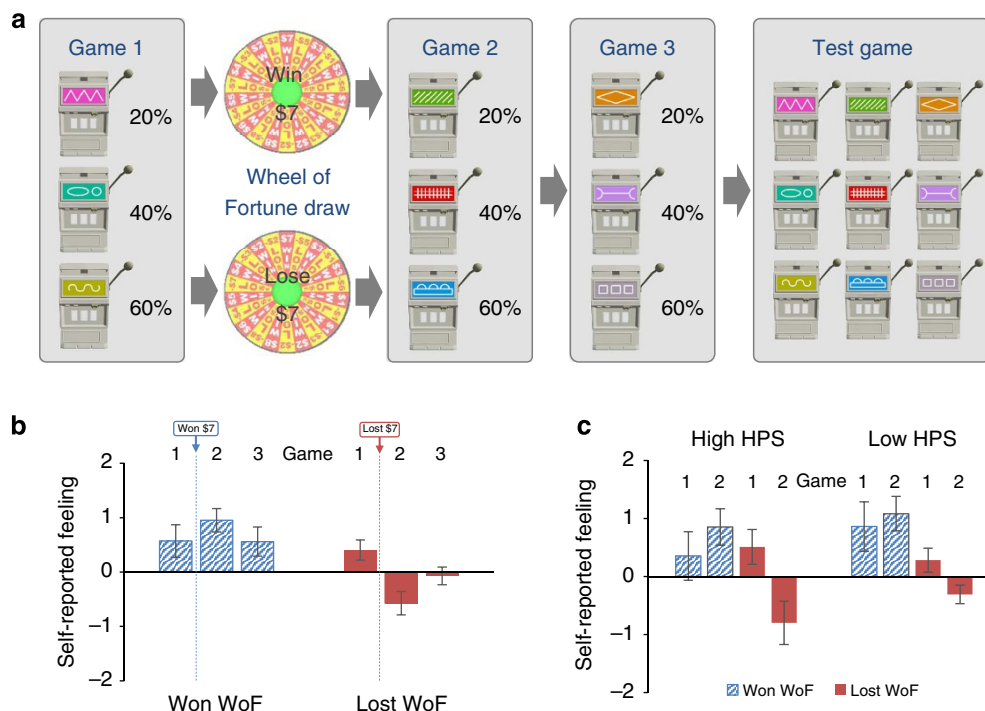 a
Game 1
Game 2
Game 3
Test game
Win
$7
20%
20%
20%
Wheel of
Fortune draw
40%
40%
40%
Lose
$7
60%
60%
60%
b
Won $7
Lost $7
1 2 3 Game 1 2 3
Self-reported feeling
2
1
0
−1
−2
Won WoF
Lost WoF
c
High HPS
Low HPS
1 2 1 2 Game 1 2 1 2
Self-reported feeling
2
1
0
−1
−2
Won WoF
Lost WoF